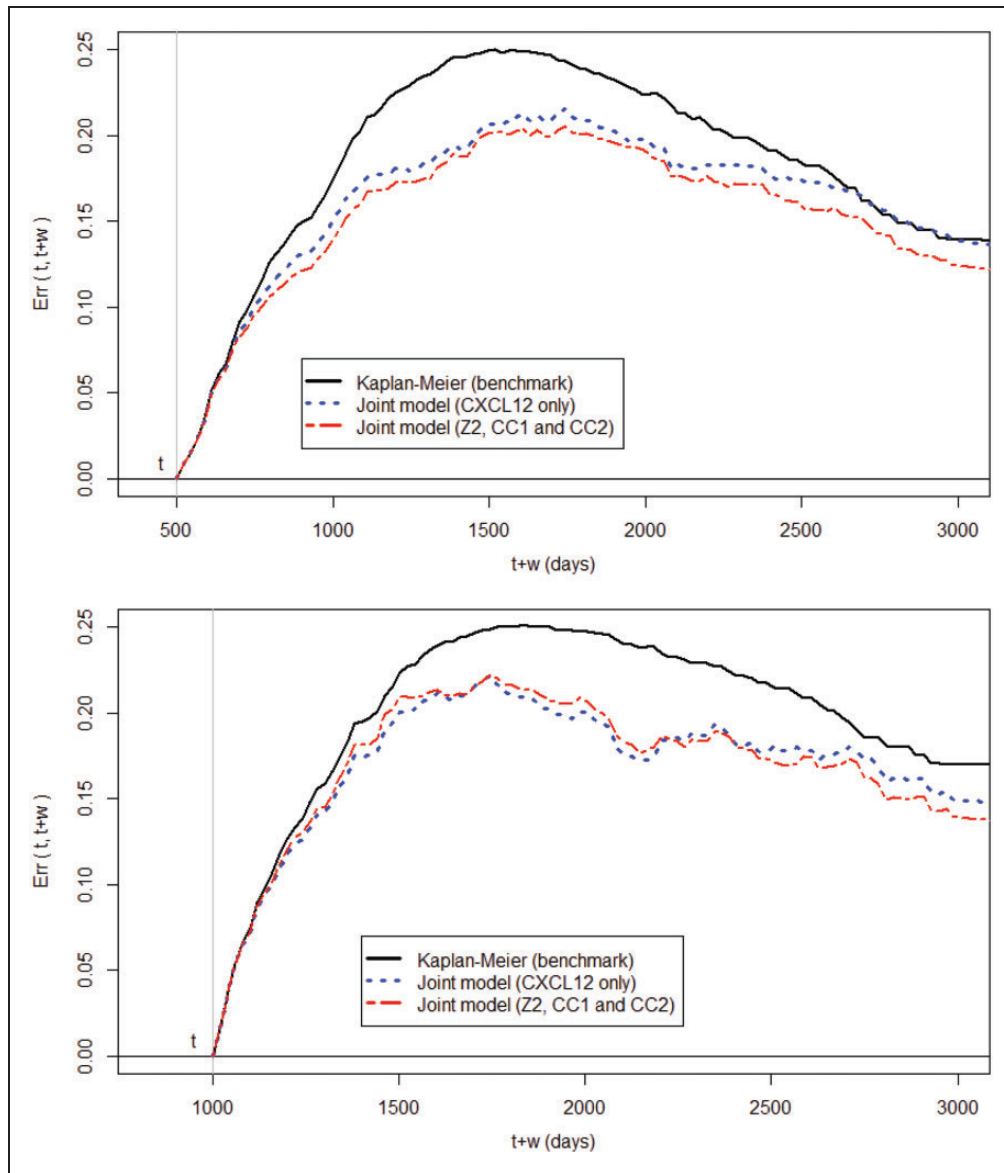 0.25
0.20
0.15
0.10
0.05
0.00
Err ( t, t+w )
Kaplan-Meier (benchmark)
Joint model (CXCL12 only)
Joint model (Z2, CC1 and CC2)
t
500 1000 1500 2000 2500 3000
t+w (days)
0.25
0.20
0.15
0.10
0.05
0.00
Err ( t, t+w )
Kaplan-Meier (benchmark)
Joint model (CXCL12 only)
Joint model (Z2, CC1 and CC2)
t
1000 1500 2000 2500 3000
t+w (days)